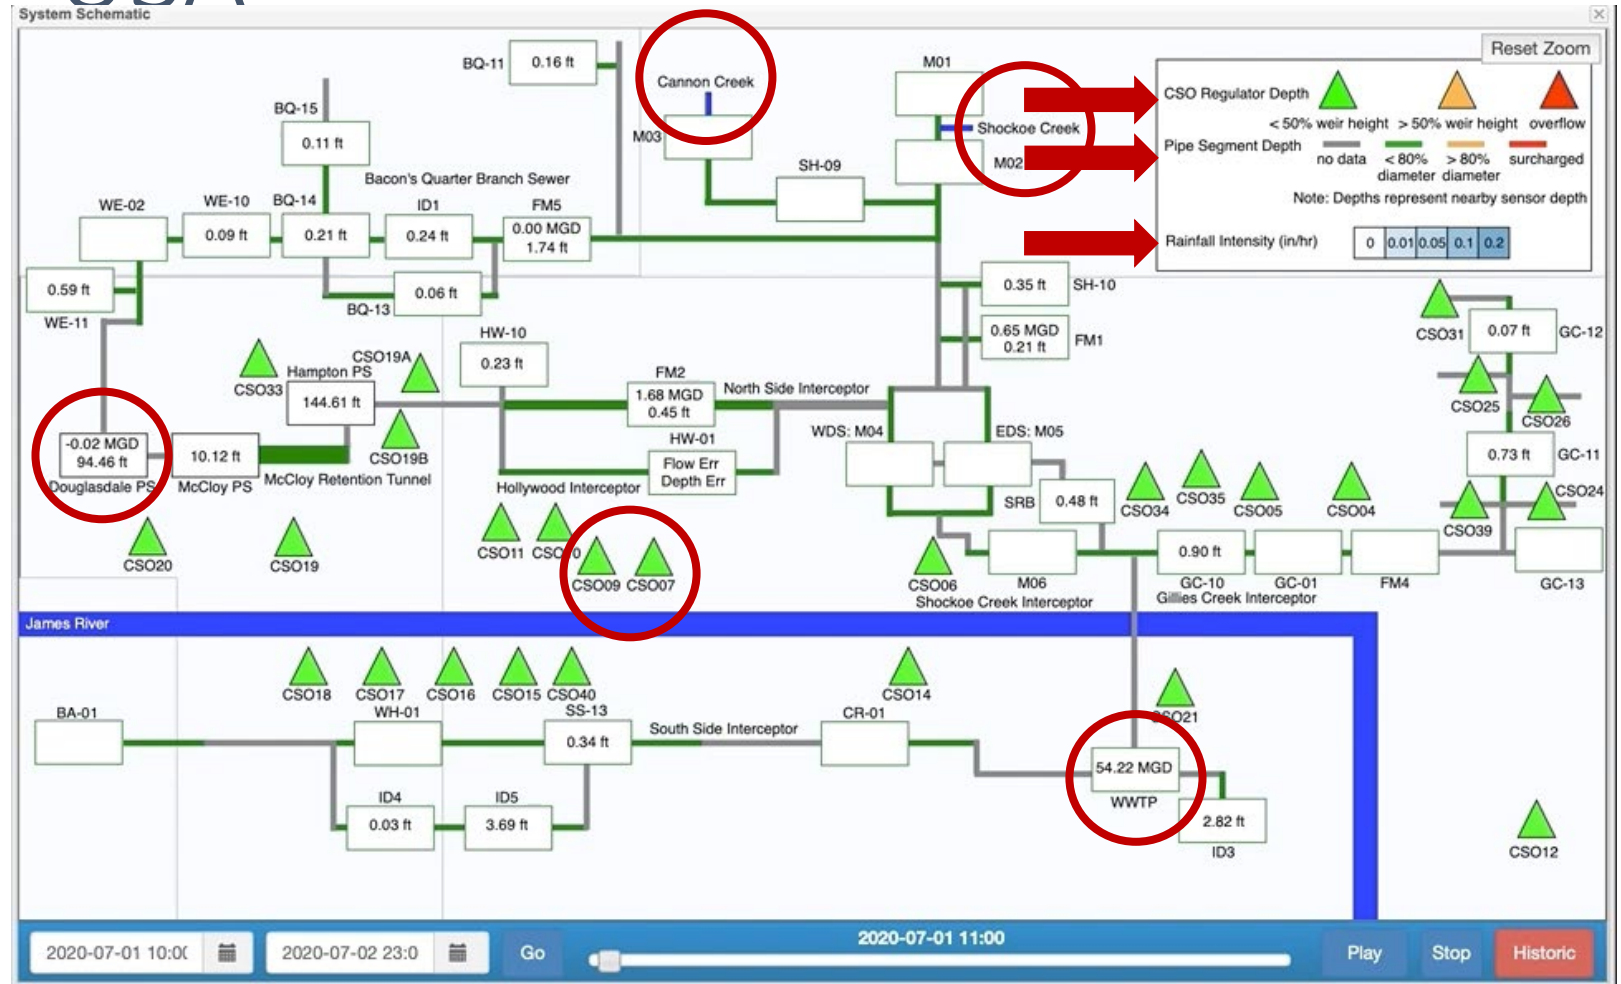 System Schematic
Reset Zoom
BQ-11
0.16 ft
Cannon Creek
M03
M01
Shockoe Creek
M02
SH-09
CSO Regulator Depth
< 50% weir height
> 50% weir height
overflow
Pipe Segment Depth
no data
< 80% diameter
> 80% diameter
surcharged
Note: Depths represent nearby sensor depth
Rainfall Intensity (in/hr)
0 0.01 0.05 0.1 0.2
BQ-15
0.11 ft
Bacon's Quarter Branch Sewer
WE-02
WE-10
0.09 ft
BQ-14
0.21 ft
ID1
0.24 ft
FM5
0.00 MGD
1.74 ft
0.59 ft
WE-11
BQ-13
0.06 ft
0.35 ft
SH-10
0.65 MGD
0.21 ft
FM1
CSO31
0.07 ft
GC-12
HW-10
0.23 ft
CSO33
Hampton PS
144.61 ft
CSO19A
CSO19B
FM2
1.68 MGD
0.45 ft
North Side Interceptor
HW-01
Flow Err
Depth Err
Hollywood Interceptor
WDS: M04
EDS: M05
CSO25
CSO26
0.73 ft
GC-11
-0.02 MGD
94.46 ft
Douglasdale PS
10.12 ft
McCloy PS
McCloy Retention Tunnel
SRB
0.48 ft
CSO34
CSO35
CSO05
CSO04
CSO39
CSO24
CSO20
CSO19
CSO11
CSO09
CSO07
CSO06
M06
Shockoe Creek Interceptor
0.90 ft
GC-10
GC-01
FM4
GC-13
Gillies Creek Interceptor
James River
CSO18
CSO17
CSO16
CSO15
CSO40
CSO14
CSO21
BA-01
WH-01
SS-13
0.34 ft
South Side Interceptor
CR-01
54.22 MGD
WWTP
ID4
0.03 ft
ID5
3.69 ft
2.82 ft
ID3
CSO12
2020-07-01 11:00
2020-07-01 10:0
2020-07-02 23:0
Go
Play
Stop
Historic